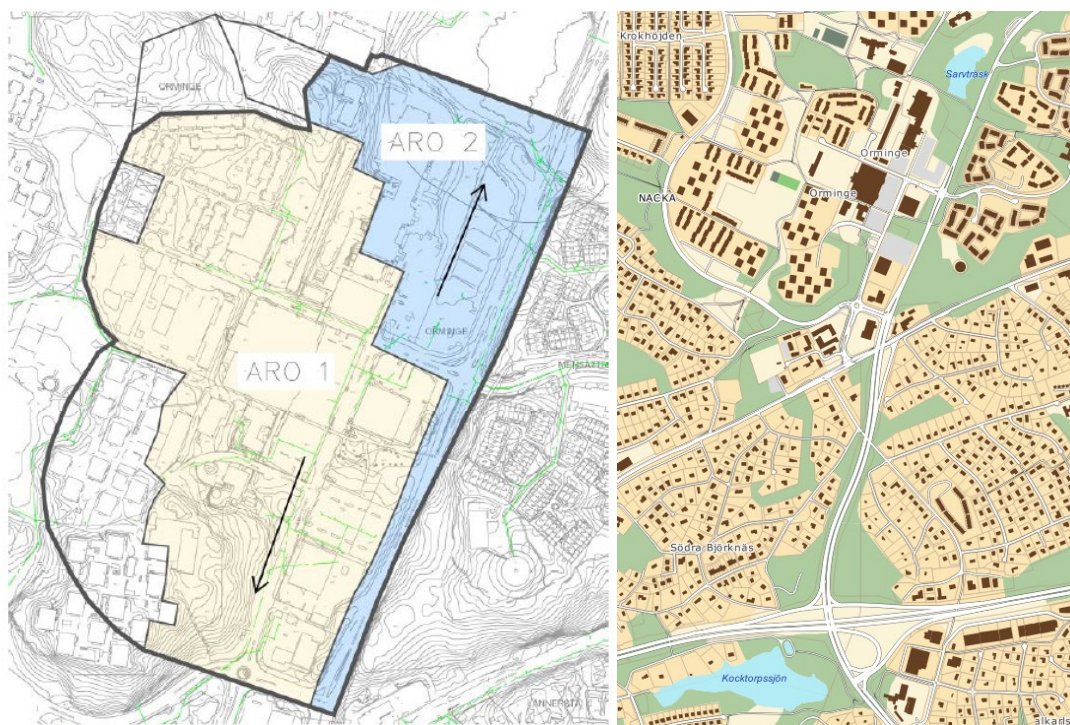 ORMINGE
ARO 2
ORMINGE
ARO 1
Krokhöjden
Sarvträsk
Orminge
Orminge
NACKA
Södra Björknäs
Kocktorpssjön